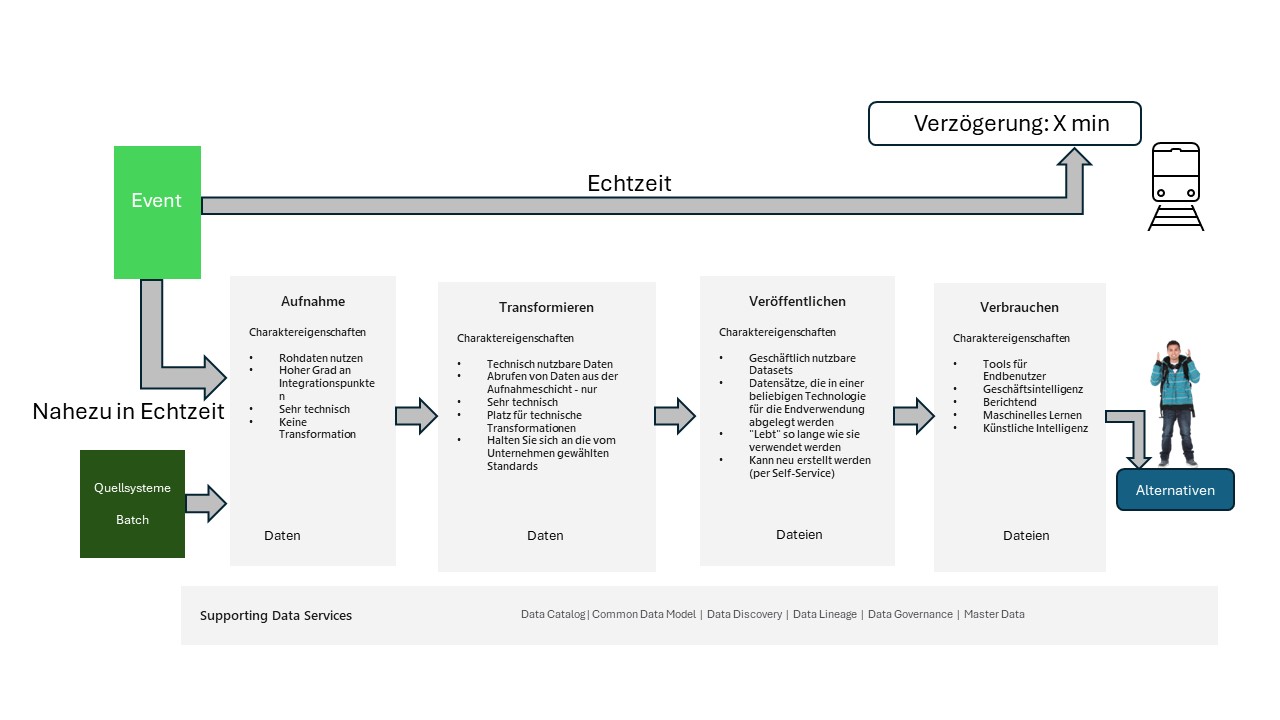 Verzögerung: X min
Echtzeit
Event
Nahezu in Echtzeit
Quellsysteme
Batch
Aufnahme
Charaktereigenschaften
• Rohdaten nutzen
• Hoher Grad an
Integrationspunkte
n
• Sehr technisch
• Keine
Transformation
Daten
Transformieren
Charaktereigenschaften
• Technisch nutzbare Daten
• Abrufen von Daten aus der
Aufnahmeschicht - nur
• Sehr technisch
• Platz für technische
Transformationen
• Halten Sie sich an die vom
Unternehmen gewählten
Standards
Daten
Veröffentlichen
Charaktereigenschaften
• Geschäftlich nutzbare
Datasets
• Datensätze, die in einer
beliebigen Technologie
für die Endverwendung
abgelegt werden
• "Lebt" so lange wie sie
verwendet werden
• Kann neu erstellt werden
(per Self-Service)
Dateien
Verbrauchen
Charaktereigenschaften
• Tools für
Endbenutzer
• Geschäftsintelligenz
• Berichtend
• Maschinelles Lernen
• Künstliche Intelligenz
Dateien
Alternativen
Supporting Data Services
Data Catalog | Common Data Model | Data Discovery | Data Lineage | Data Governance | Master Data